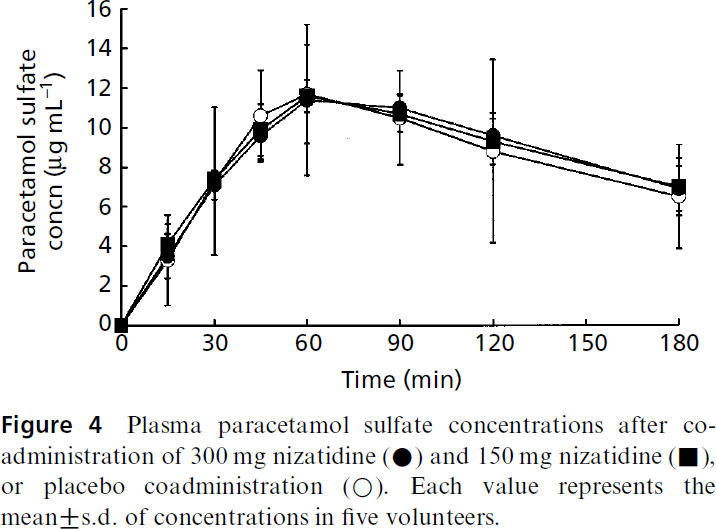 16
14
12
10
8
6
4
2
0
Paracetamol sulfate
concn (µg mL⁻¹)
0 30 60 90 120 150 180
Time (min)
Figure 4 Plasma paracetamol sulfate concentrations after co-
administration of 300 mg nizatidine (●) and 150 mg nizatidine (■),
or placebo coadministration (○). Each value represents the
mean±s.d. of concentrations in five volunteers.